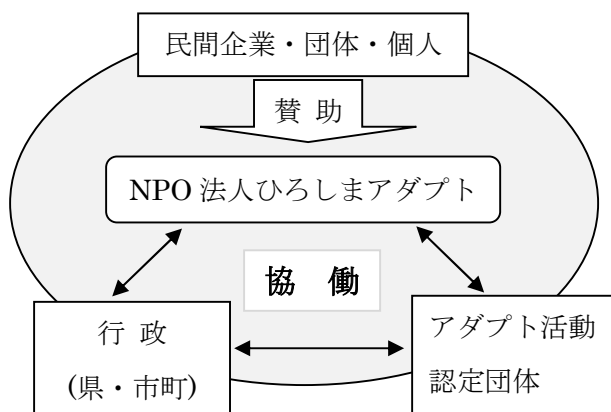 民間企業・団体・個人
賛 助
NPO 法人ひろしまアダプト
協 働
行 政
(県・市町)
アダプト活動
認定団体